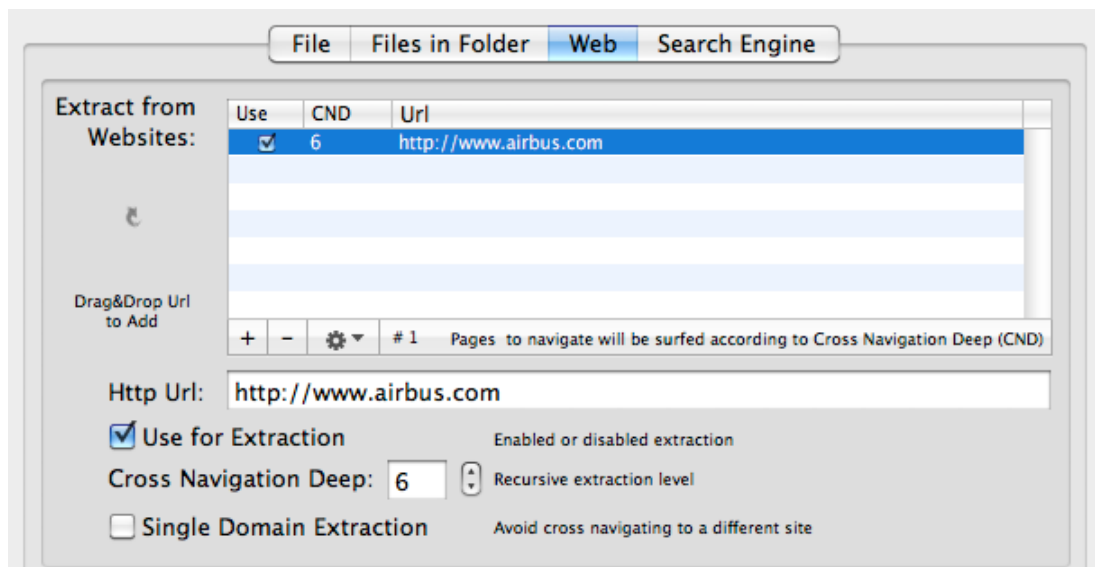 File Files in Folder Web Search Engine
Extract from
Websites:
Use CND Url
6 http://www.airbus.com
Drag&Drop Url
to Add
+ - # 1 Pages to navigate will be surfed according to Cross Navigation Deep (CND)
Http Url: http://www.airbus.com
Use for Extraction Enabled or disabled extraction
Cross Navigation Deep: 6 Recursive extraction level
Single Domain Extraction Avoid cross navigating to a different site